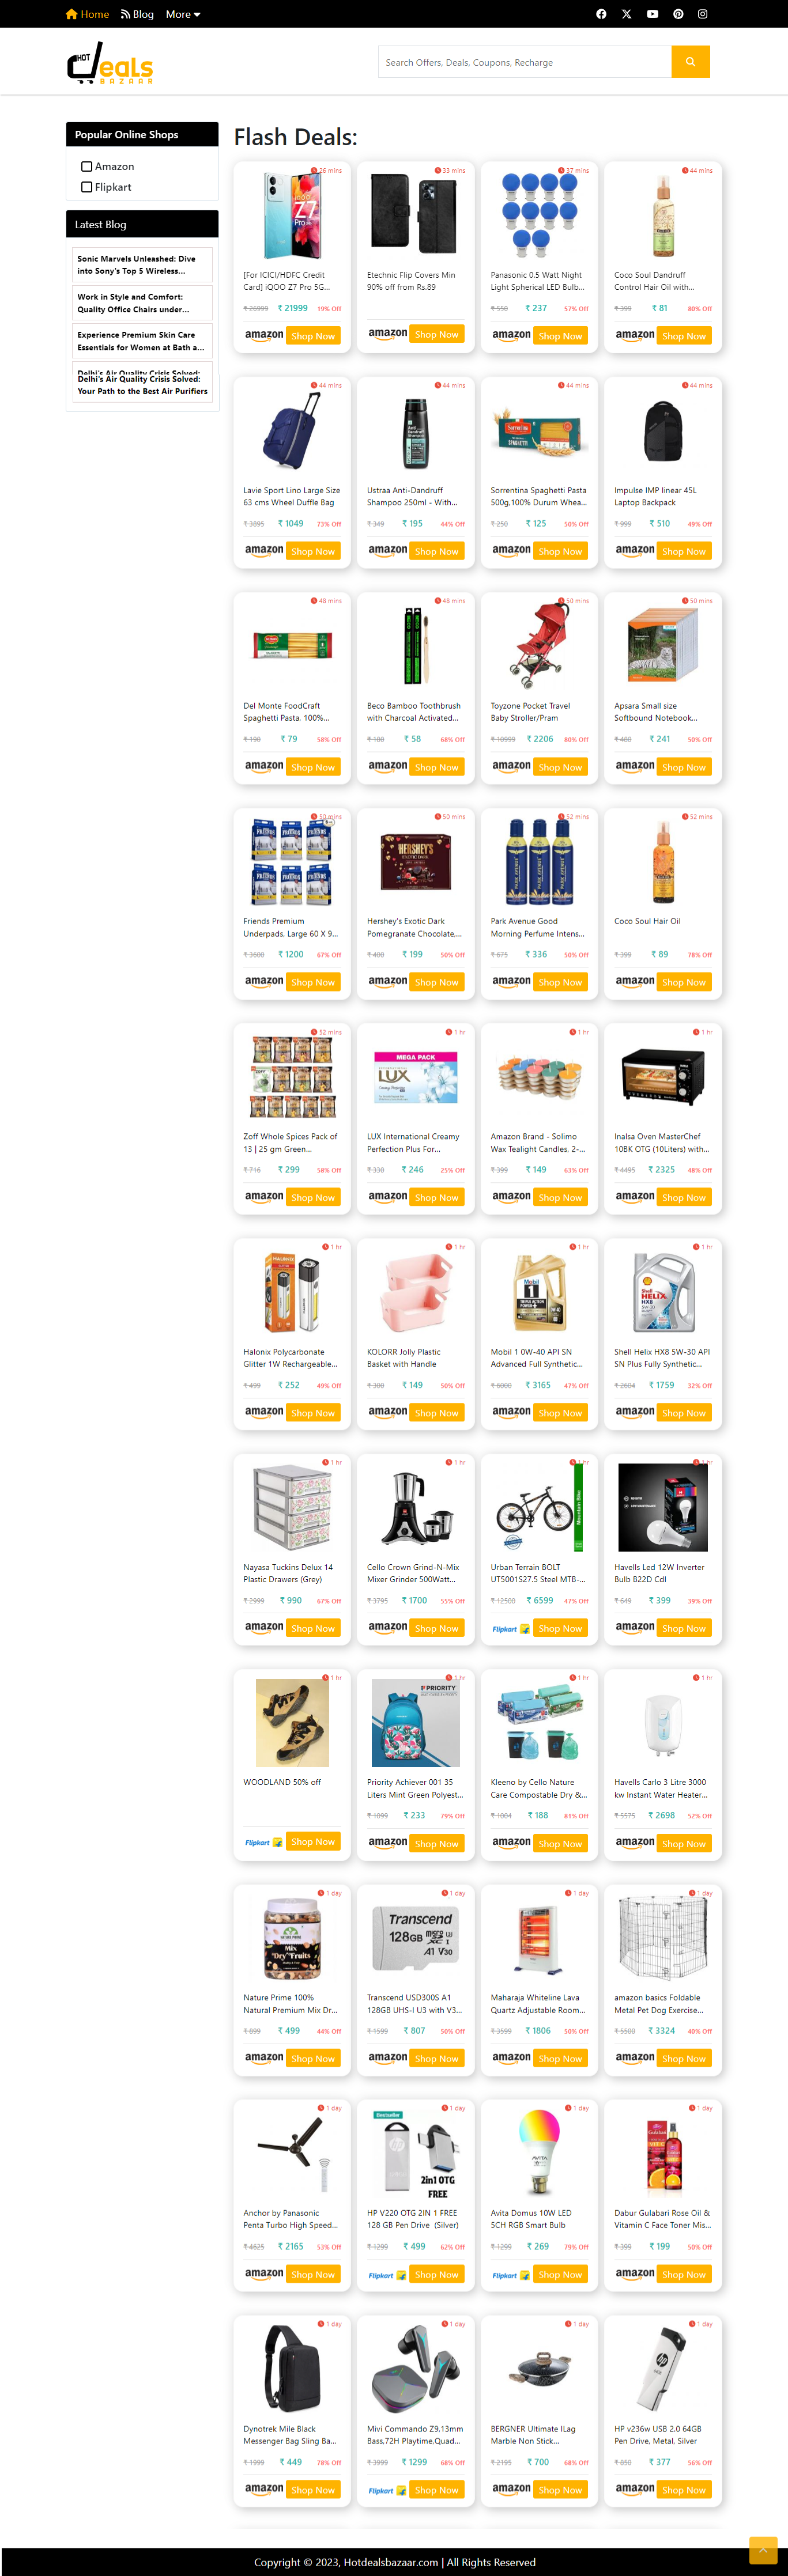 Home Blog More
HOT Deals
BAZAAR
Search Offers, Deals, Coupons, Recharge
Popular Online Shops
Amazon
Flipkart
Latest Blog
Sonic Marvels Unleashed: Dive
into Sony's Top 5 Wireless...
Work in Style and Comfort:
Quality Office Chairs under...
Experience Premium Skin Care
Essentials for Women at Bath a...
Delhi's Air Quality Crisis Solved:
Delhi's Air Quality Crisis Solved:
Your Path to the Best Air Purifiers
Flash Deals:
26 mins
[For ICICI/HDFC Credit
Card] iQOO Z7 Pro 5G...
₹ 26999 ₹ 21999 19% Off
amazon Shop Now
33 mins
Etechnic Flip Covers Min
90% off from Rs.89
amazon Shop Now
37 mins
Panasonic 0.5 Watt Night
Light Spherical LED Bulb...
₹ 550 ₹ 237 57% Off
amazon Shop Now
44 mins
Coco Soul Dandruff
Control Hair Oil with...
₹ 399 ₹ 81 80% Off
amazon Shop Now
44 mins
Lavie Sport Lino Large Size
63 cms Wheel Duffle Bag
₹ 3895 ₹ 1049 73% Off
amazon Shop Now
44 mins
Ustraa Anti-Dandruff
Shampoo 250ml - With...
₹ 349 ₹ 195 44% Off
amazon Shop Now
44 mins
Sorrentina Spaghetti Pasta
500g,100% Durum Whea...
₹ 250 ₹ 125 50% Off
amazon Shop Now
44 mins
Impulse IMP linear 45L
Laptop Backpack
₹ 999 ₹ 510 49% Off
amazon Shop Now
48 mins
Del Monte FoodCraft
Spaghetti Pasta, 100%...
₹ 190 ₹ 79 58% Off
amazon Shop Now
48 mins
Beco Bamboo Toothbrush
with Charcoal Activated...
₹ 180 ₹ 58 68% Off
amazon Shop Now
50 mins
Toyzone Pocket Travel
Baby Stroller/Pram
₹ 10999 ₹ 2206 80% Off
amazon Shop Now
50 mins
Apsara Small size
Softbound Notebook...
₹ 480 ₹ 241 50% Off
amazon Shop Now
50 mins
Friends Premium
Underpads, Large 60 X 9...
₹ 3600 ₹ 1200 67% Off
amazon Shop Now
50 mins
HERSHEY'S
EXOTIC DARK
Hershey's Exotic Dark
Pomegranate Chocolate,...
₹ 400 ₹ 199 50% Off
amazon Shop Now
52 mins
Park Avenue Good
Morning Perfume Intens...
₹ 675 ₹ 336 50% Off
amazon Shop Now
52 mins
Coco Soul Hair Oil
₹ 399 ₹ 89 78% Off
amazon Shop Now
52 mins
Zoff Whole Spices Pack of
13 | 25 gm Green...
₹ 716 ₹ 299 58% Off
amazon Shop Now
1 hr
MEGA PACK
LUX
LUX International Creamy
Perfection Plus For...
₹ 330 ₹ 246 25% Off
amazon Shop Now
1 hr
Amazon Brand - Solimo
Wax Tealight Candles, 2-...
₹ 399 ₹ 149 63% Off
amazon Shop Now
1 hr
Inalsa Oven MasterChef
10BK OTG (10Liters) with...
₹ 4495 ₹ 2325 48% Off
amazon Shop Now
1 hr
Halonix Polycarbonate
Glitter 1W Rechargeable...
₹ 499 ₹ 252 49% Off
amazon Shop Now
1 hr
KOLORR Jolly Plastic
Basket with Handle
₹ 300 ₹ 149 50% Off
amazon Shop Now
1 hr
Mobil 1 0W-40 API SN
Advanced Full Synthetic...
₹ 6000 ₹ 3165 47% Off
amazon Shop Now
1 hr
Shell Helix HX8 5W-30 API
SN Plus Fully Synthetic...
₹ 2604 ₹ 1759 32% Off
amazon Shop Now
1 hr
Nayasa Tuckins Delux 14
Plastic Drawers (Grey)
₹ 2999 ₹ 990 67% Off
amazon Shop Now
1 hr
Cello Crown Grind-N-Mix
Mixer Grinder 500Watt...
₹ 3795 ₹ 1700 55% Off
amazon Shop Now
1 hr
Mountain Bike
Urban Terrain BOLT
UT5001S27.5 Steel MTB-...
₹ 12500 ₹ 6599 47% Off
Flipkart Shop Now
1 hr
Havells Led 12W Inverter
Bulb B22D Cdl
₹ 649 ₹ 399 39% Off
amazon Shop Now
1 hr
WOODLAND 50% off
Flipkart Shop Now
1 hr
PRIORITY
Priority Achiever 001 35
Liters Mint Green Polyest...
₹ 1099 ₹ 233 79% Off
amazon Shop Now
1 hr
Kleeno by Cello Nature
Care Compostable Dry &...
₹ 1004 ₹ 188 81% Off
amazon Shop Now
1 hr
Havells Carlo 3 Litre 3000
kw Instant Water Heater...
₹ 5575 ₹ 2698 52% Off
amazon Shop Now
1 day
Mix
Dry Fruits
Nature Prime 100%
Natural Premium Mix Dr...
₹ 899 ₹ 499 44% Off
amazon Shop Now
1 day
Transcend
128GB micro SD XC I U3
A1 V30
Transcend USD300S A1
128GB UHS-I U3 with V3...
₹ 1599 ₹ 807 50% Off
amazon Shop Now
1 day
Maharaja Whiteline Lava
Quartz Adjustable Room...
₹ 3599 ₹ 1806 50% Off
amazon Shop Now
1 day
amazon basics Foldable
Metal Pet Dog Exercise...
₹ 5500 ₹ 3324 40% Off
amazon Shop Now
1 day
Anchor by Panasonic
Penta Turbo High Speed...
₹ 4625 ₹ 2165 53% Off
amazon Shop Now
1 day
Bestseller
2in1 OTG
FREE
HP V220 OTG 2IN 1 FREE
128 GB Pen Drive (Silver)
₹ 1299 ₹ 499 62% Off
Flipkart Shop Now
1 day
AVITA
Avita Domus 10W LED
5CH RGB Smart Bulb
₹ 1299 ₹ 269 79% Off
Flipkart Shop Now
1 day
Dabur Gulabari Rose Oil &
Vitamin C Face Toner Mis...
₹ 399 ₹ 199 50% Off
amazon Shop Now
1 day
Dynotrek Mile Black
Messenger Bag Sling Ba...
₹ 1999 ₹ 449 78% Off
amazon Shop Now
1 day
Mivi Commando Z9,13mm
Bass,72H Playtime,Quad...
₹ 3999 ₹ 1299 68% Off
Flipkart Shop Now
1 day
BERGNER Ultimate ILag
Marble Non Stick...
₹ 2195 ₹ 700 68% Off
amazon Shop Now
1 day
HP v236w USB 2.0 64GB
Pen Drive, Metal, Silver
₹ 850 ₹ 377 56% Off
amazon Shop Now
Copyright © 2023, Hotdealsbazaar.com | All Rights Reserved